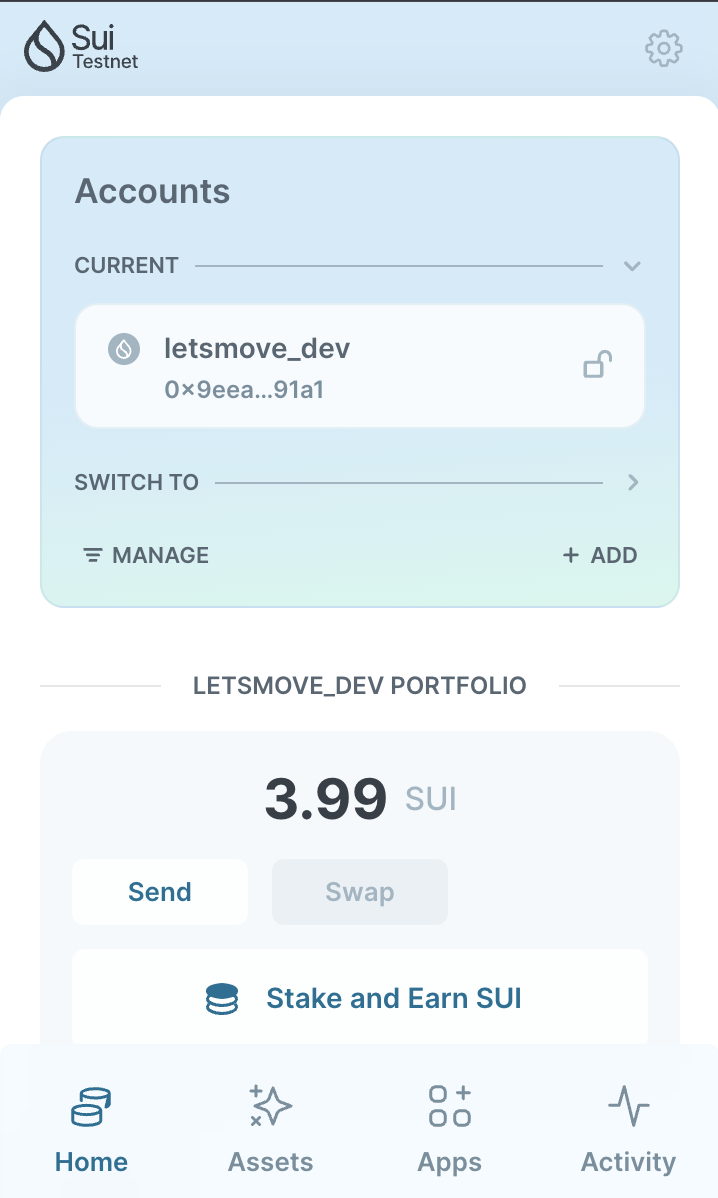 Sui
Testnet
Accounts
CURRENT
letsmove_dev
0×9eea…91a1
SWITCH TO
MANAGE
+ ADD
LETSMOVE_DEV PORTFOLIO
3.99 SUI
Send
Swap
Stake and Earn SUI
Home
Assets
Apps
Activity